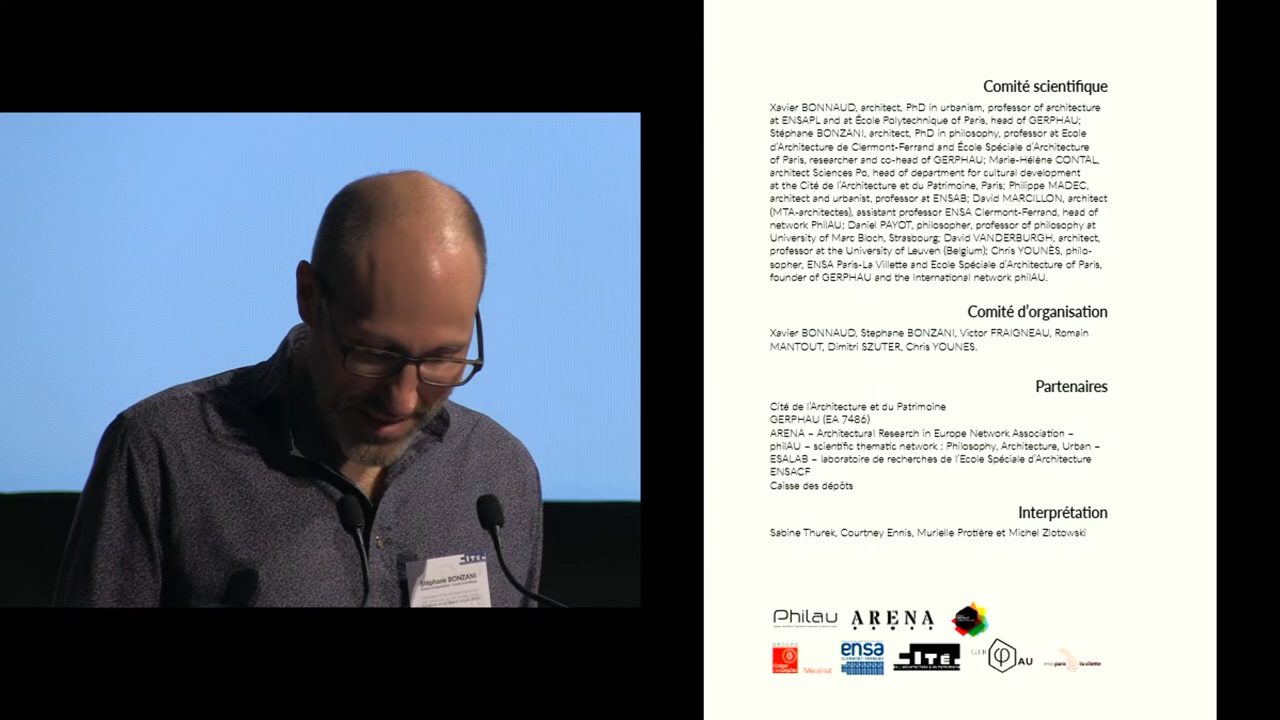 Stéphane BONZANI
Comité scientifique
Xavier BONNAUD, architect, PhD in urbanism, professor of architecture
at ENSAPL and at École Polytechnique of Paris, head of GERPHAU;
Stéphane BONZANI, architect, PhD in philosophy, professor at Ecole
d'Architecture de Clermont-Ferrand and École Spéciale d'Architecture
of Paris, researcher and co-head of GERPHAU; Marie-Hélène CONTAL,
architect Sciences Po, head of department for cultural development
at the Cité de l'Architecture et du Patrimoine, Paris; Philippe MADEC,
architect and urbanist, professor at ENSAB; David MARCILLON, architect
(MTA-architectes), assistant professor ENSA Clermont-Ferrand, head of
network PhilAU; Daniel PAYOT, philosopher, professor of philosophy at
University of Marc Bloch, Strasbourg; David VANDERBURGH, architect,
professor at the University of Leuven (Belgium); Chris YOUNÈS, philo-
sopher, ENSA Paris-La Villette and Ecole Spéciale d'Architecture of Paris,
founder of GERPHAU and the International network philAU.
Comité d'organisation
Xavier BONNAUD, Stephane BONZANI, Victor FRAIGNEAU, Romain
MANTOUT, Dimitri SZUTER, Chris YOUNES.
Partenaires
Cité de l'Architecture et du Patrimoine
GERPHAU (EA 7486)
ARENA – Architectural Research in Europe Network Association –
philAU – scientific thematic network : Philosophy, Architecture, Urban –
ESALAB – laboratoire de recherches de l'Ecole Spéciale d'Architecture
ENSACF
Caisse des dépôts
Interprétation
Sabine Thurek, Courtney Ennis, Murielle Protière et Michel Zlotowski
Philau
ARENA
GROUPE
Mécénat
ensa
CITÉ
GER
φ
AU